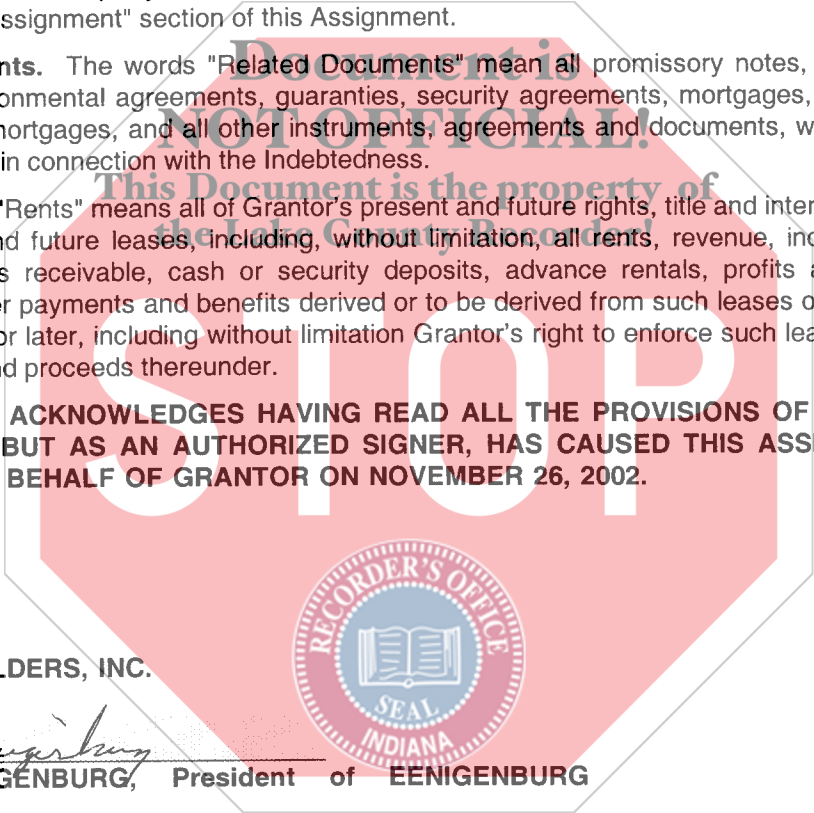 ssignment" section of this Assignment.
nts. The words "Related Documents" mean all promissory notes,
onmental agreements, guaranties, security agreements, mortgages,
nortgages, and all other instruments, agreements and documents, w
in connection with the Indebtedness.
"Rents" means all of Grantor's present and future rights, title and inter
nd future leases, including, without limitation, all rents, revenue, inc
s receivable, cash or security deposits, advance rentals, profits a
r payments and benefits derived or to be derived from such leases o
or later, including without limitation Grantor's right to enforce such lea
nd proceeds thereunder.
ACKNOWLEDGES HAVING READ ALL THE PROVISIONS OF
BUT AS AN AUTHORIZED SIGNER, HAS CAUSED THIS ASS
BEHALF OF GRANTOR ON NOVEMBER 26, 2002.
LDERS, INC.
GENBURG, President of EENIGENBURG
Document is
NOT OFFICIAL!
This Document is the property of
the Lake County Recorder!
STOP
RECORDER'S OFFICE
SEAL
INDIANA